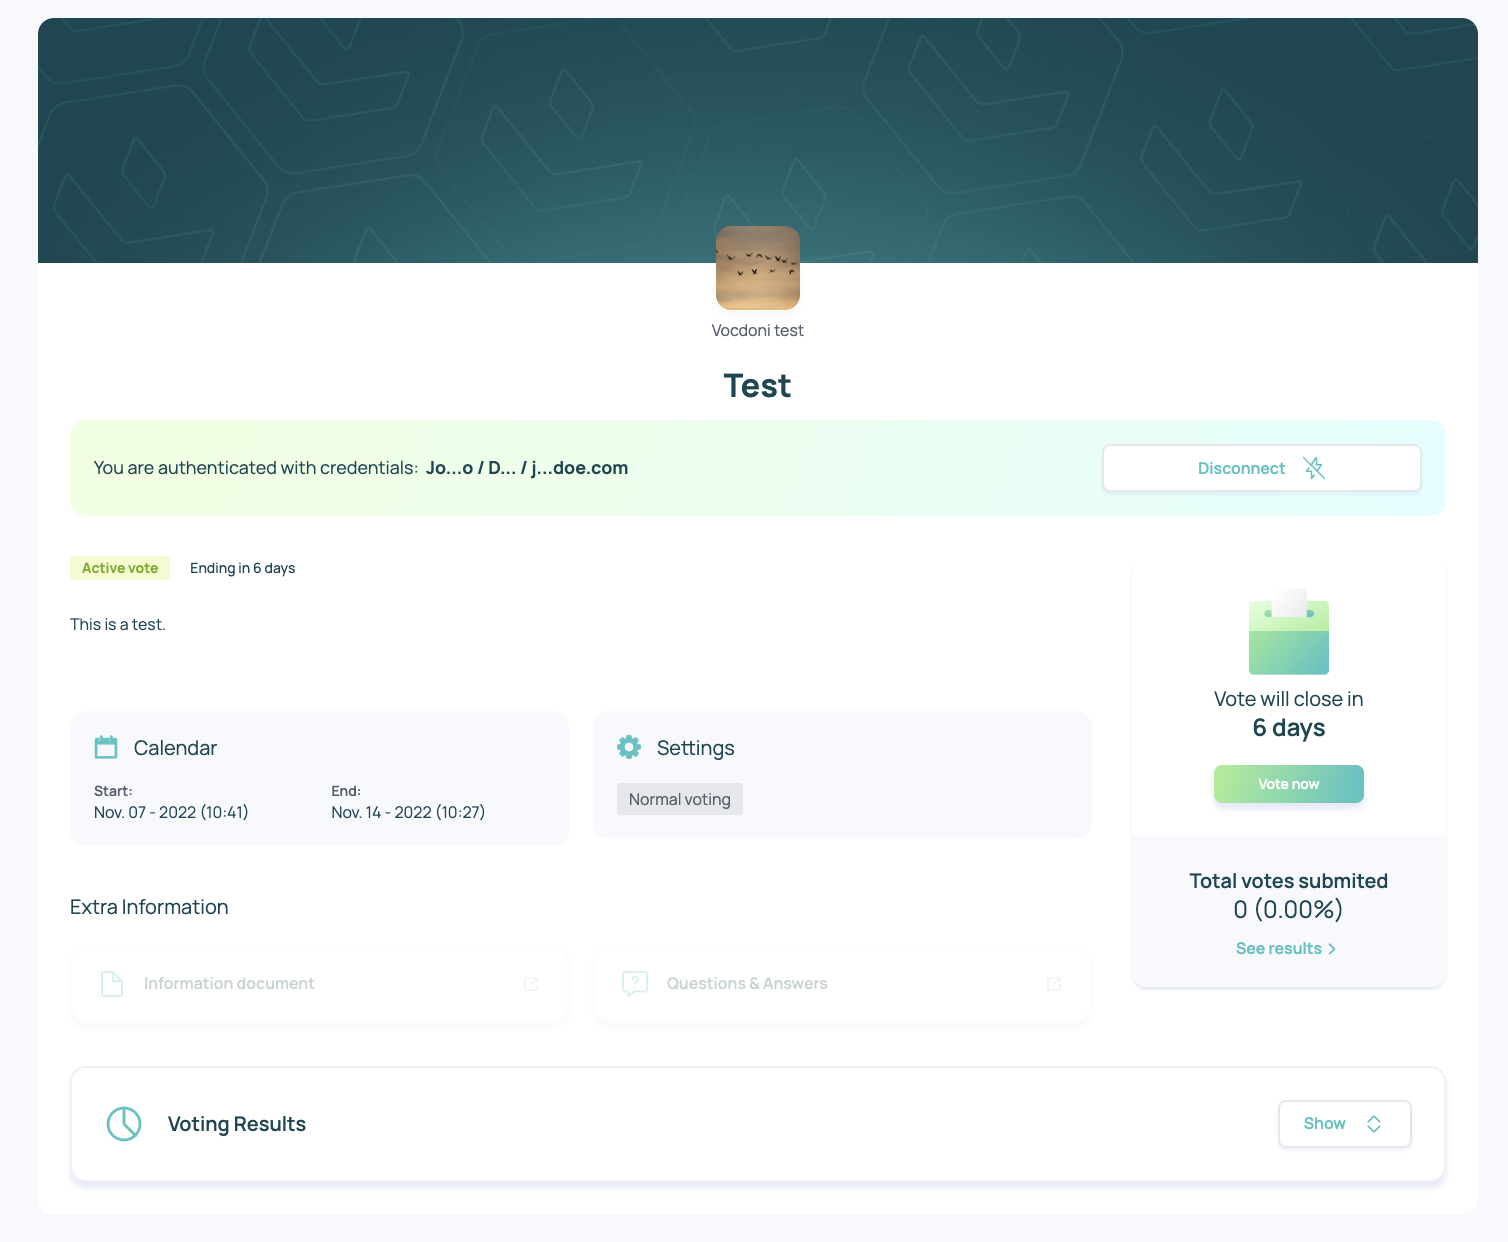 Vocdoni test
Test
You are authenticated with credentials: Jo...o / D... / j...doe.com
Disconnect
Active vote
Ending in 6 days
This is a test.
Calendar
Start:
Nov. 07 - 2022 (10:41)
End:
Nov. 14 - 2022 (10:27)
Settings
Normal voting
Vote will close in
6 days
Vote now
Total votes submited
0 (0.00%)
See results
Extra Information
Information document
Questions & Answers
Voting Results
Show